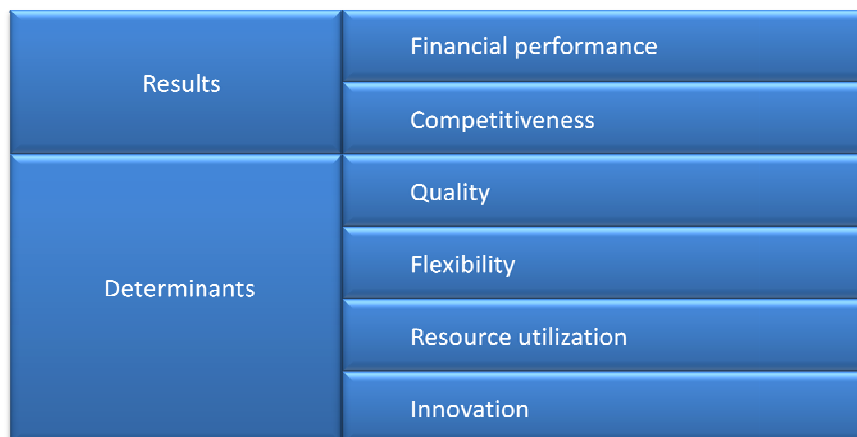 Results
Financial performance
Competitiveness
Determinants
Quality
Flexibility
Resource utilization
Innovation